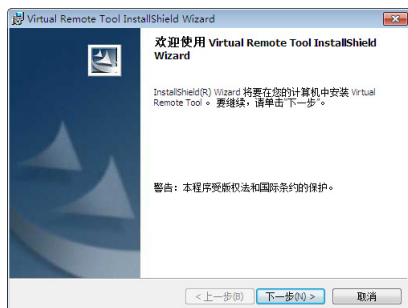 Virtual Remote Tool InstallShield Wizard
欢迎使用 Virtual Remote Tool InstallShield
Wizard
InstallShield(R) Wizard 将要在您的计算机中安装 Virtual
Remote Tool 。 要继续，请单击“下一步”。
警告：本程序受版权法和国际条约的保护。
< 上一步(B)
下一步(N) >
取消